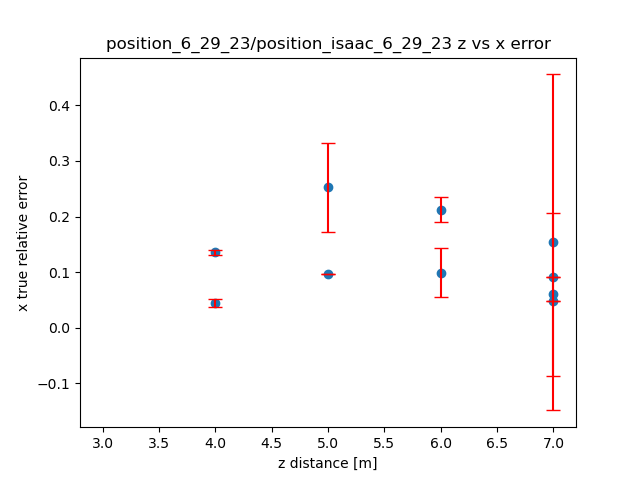 position_6_29_23/position_isaac_6_29_23 z vs x error
0.4
0.3
0.2
0.1
0.0
−0.1
x true relative error
3.0 3.5 4.0 4.5 5.0 5.5 6.0 6.5 7.0
z distance [m]